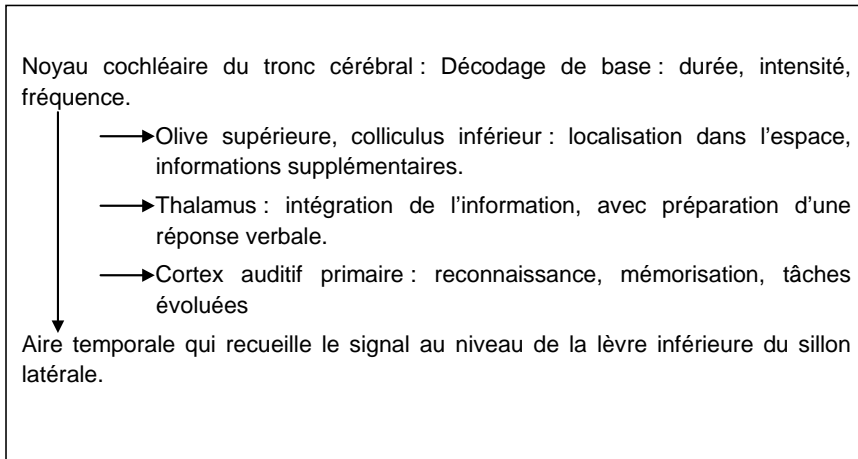 Noyau cochléaire du tronc cérébral : Décodage de base : durée, intensité,
fréquence.
Olive supérieure, colliculus inférieur : localisation dans l'espace,
informations supplémentaires.
Thalamus : intégration de l'information, avec préparation d'une
réponse verbale.
Cortex auditif primaire : reconnaissance, mémorisation, tâches
évoluées
Aire temporale qui recueille le signal au niveau de la lèvre inférieure du sillon
latérale.